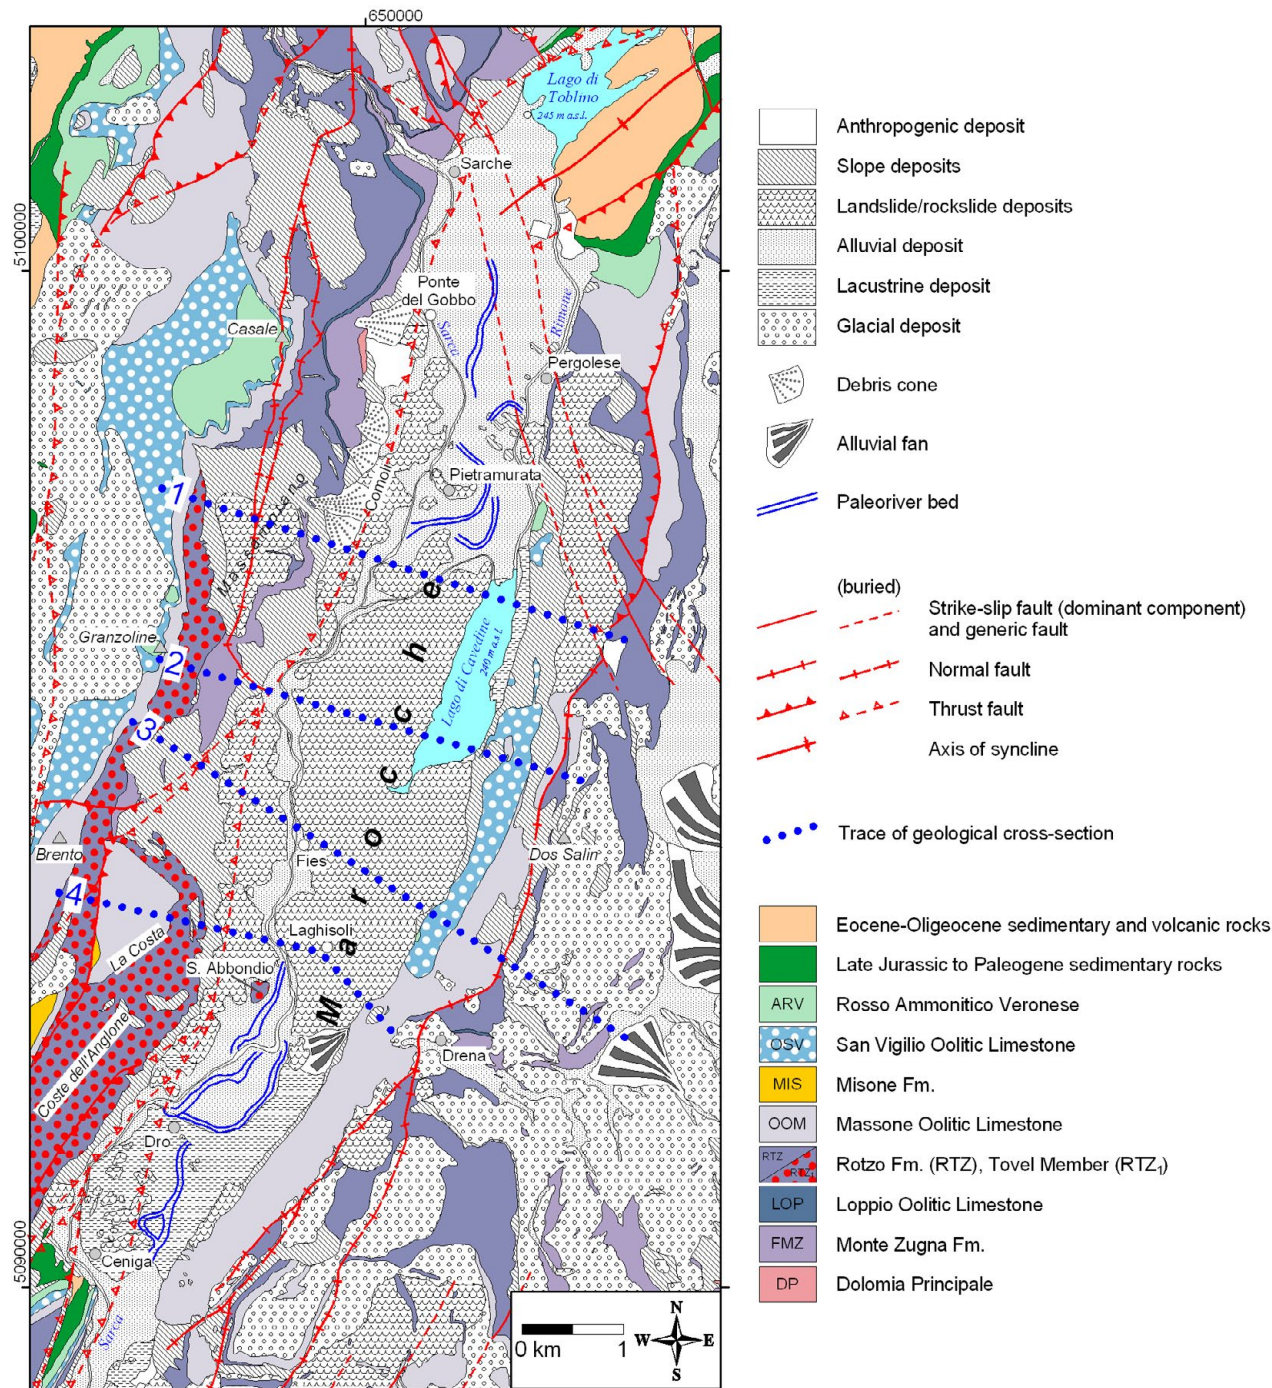 650000
5100000
5090000
Lago di
Toblino
245 m a.s.l.
Sarche
Ponte
del Gobbo
Sarca
Rimone
Casale
Pergolese
Pietramurata
Comoi
1
Granzoline
2
3
Lago di Cavedine
240 m a.s.l.
Marocche
Brento
Fies
Dos Salin
4
La Costa
Laghisoli
S. Abbondio
Coste dell'Anglone
Drena
Dro
Ceniga
Sarca
0 km 1
N
W E
S
Anthropogenic deposit
Slope deposits
Landslide/rockslide deposits
Alluvial deposit
Lacustrine deposit
Glacial deposit
Debris cone
Alluvial fan
Paleoriver bed
(buried)
Strike-slip fault (dominant component)
and generic fault
Normal fault
Thrust fault
Axis of syncline
Trace of geological cross-section
Eocene-Oligeocene sedimentary and volcanic rocks
Late Jurassic to Paleogene sedimentary rocks
ARV Rosso Ammonitico Veronese
OSV San Vigilio Oolitic Limestone
MIS Misone Fm.
OOM Massone Oolitic Limestone
RTZ RTZ₁ Rotzo Fm. (RTZ), Tovel Member (RTZ₁)
LOP Loppio Oolitic Limestone
FMZ Monte Zugna Fm.
DP Dolomia Principale